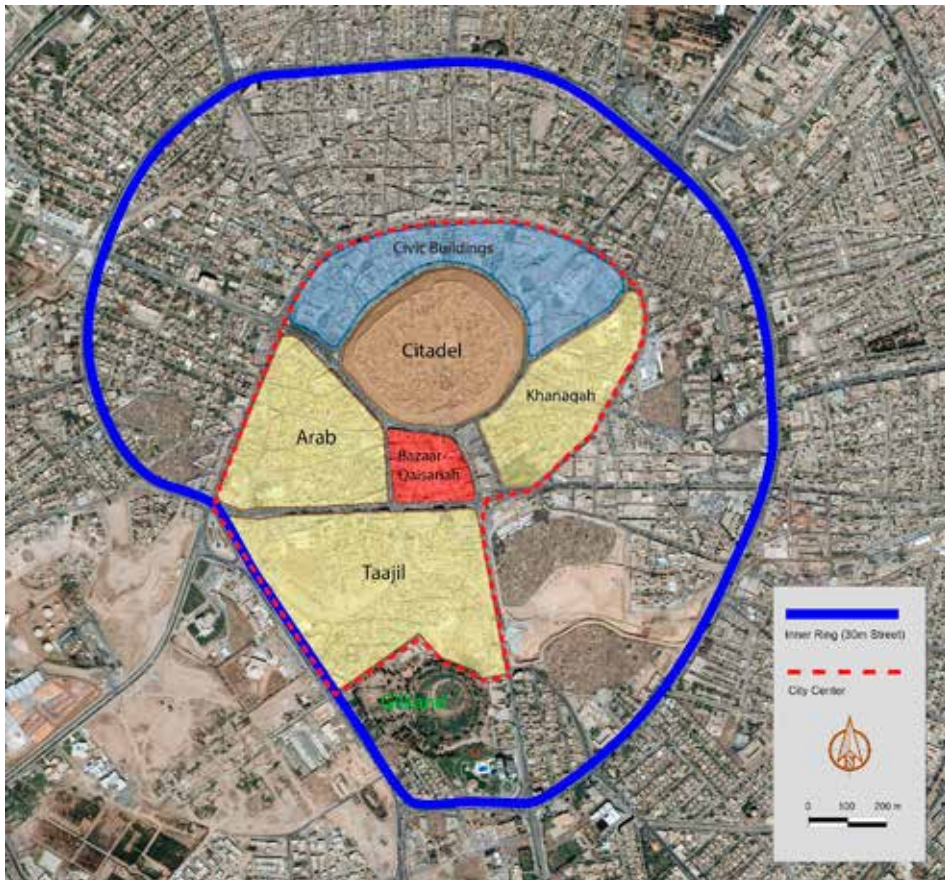 Civic Buildings
Citadel
Khanaqah
Arab
Bazaar-
Qaisariah
Taajil
Inner Ring (30m Street)
City Center
0 100 200 m